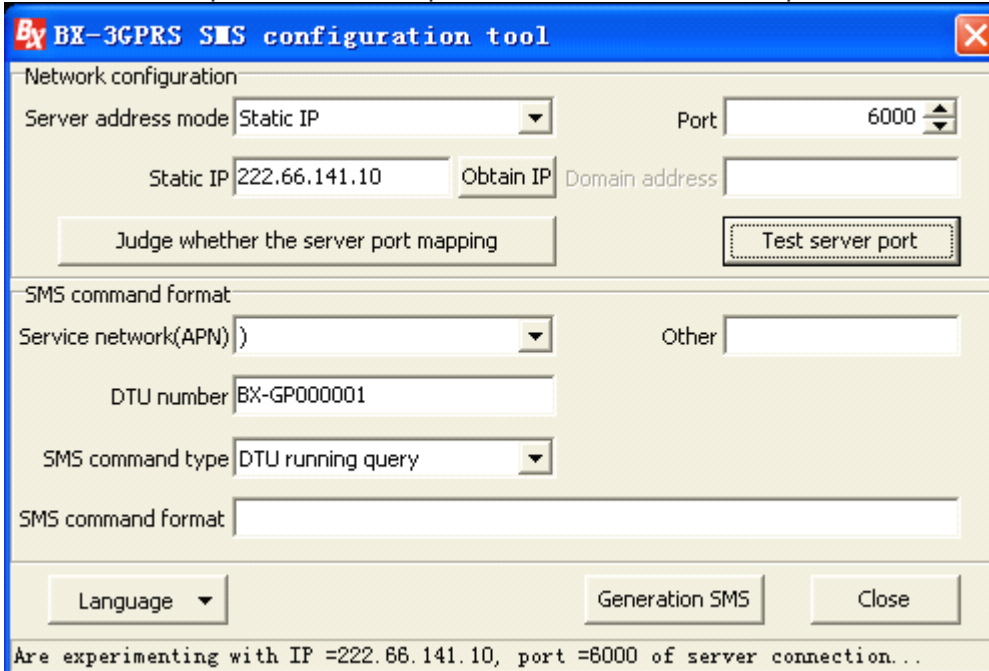 BX BX-3GPRS SMS configuration tool
Network configuration
Server address mode Static IP Port 6000
Static IP 222.66.141.10 Obtain IP Domain address
Judge whether the server port mapping Test server port
SMS command format
Service network(APN) ) Other
DTU number BX-GP000001
SMS command type DTU running query
SMS command format
Language Generation SMS Close
Are experimenting with IP =222.66.141.10, port =6000 of server connection...